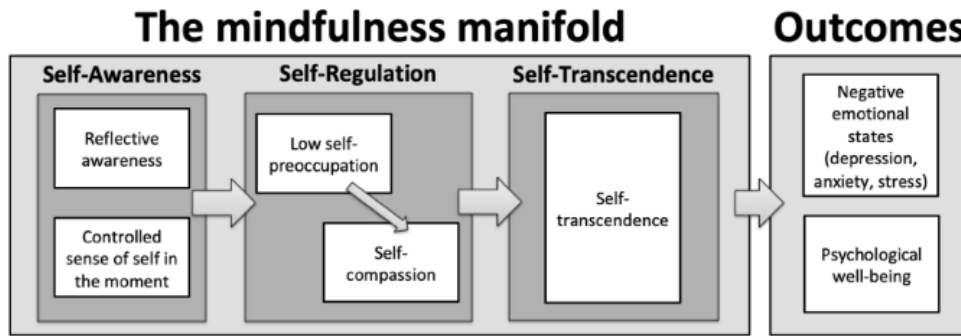 The mindfulness manifold
Outcomes
Self-Awareness
Self-Regulation
Self-Transcendence
Reflective
awareness
Controlled
sense of self in
the moment
Low self-
preoccupation
Self-
compassion
Self-
transcendence
Negative
emotional
states
(depression,
anxiety, stress)
Psychological
well-being